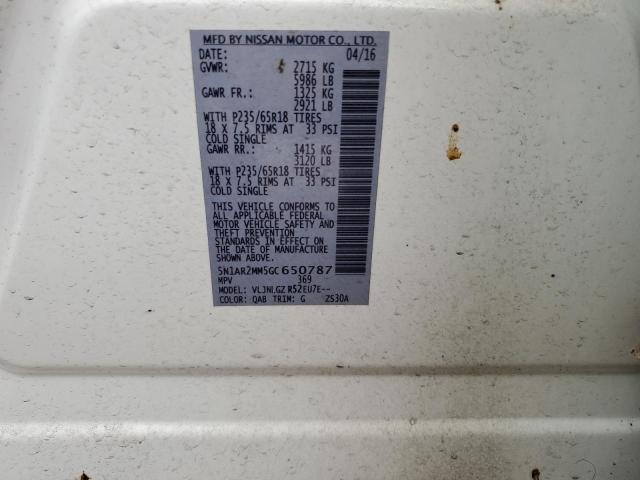 MFD BY NISSAN MOTOR CO., LTD.
DATE: 04/16
GVWR: 2715 KG
5986 LB
GAWR FR.: 1325 KG
2921 LB
WITH P235/65R18 TIRES
18 X 7.5 RIMS AT 33 PSI
COLD SINGLE
GAWR RR.: 1415 KG
3120 LB
WITH P235/65R18 TIRES
18 X 7.5 RIMS AT 33 PSI
COLD SINGLE
THIS VEHICLE CONFORMS TO
ALL APPLICABLE FEDERAL
MOTOR VEHICLE SAFETY AND
THEFT PREVENTION
STANDARDS IN EFFECT ON THE
DATE OF MANUFACTURE
SHOWN ABOVE.
5N1AR2MM5GC650787
MPV 369
MODEL: VLJNLGZ R52EU7E--
COLOR: QAB TRIM: G ZS30A